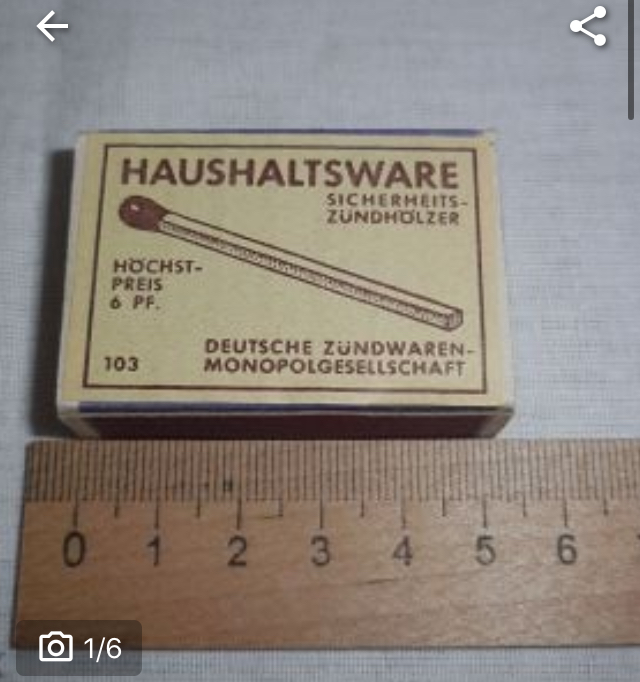 HAUSHALTSWARE
SICHERHEITS-
ZÜNDHÖLZER
HÖCHST-
PREIS
6 PF.
DEUTSCHE ZÜNDWAREN-
MONOPOLGESELLSCHAFT
103
0 1 2 3 4 5 6
1/6